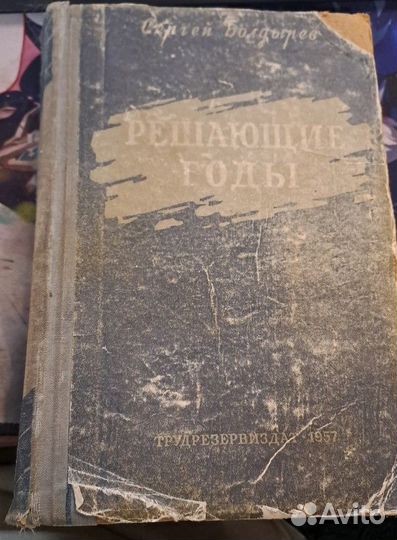 Сергей Болдырев
РЕШАЮЩИЕ
ГОДЫ
ТРУДРЕЗЕРВИЗДАТ 1957
Avito